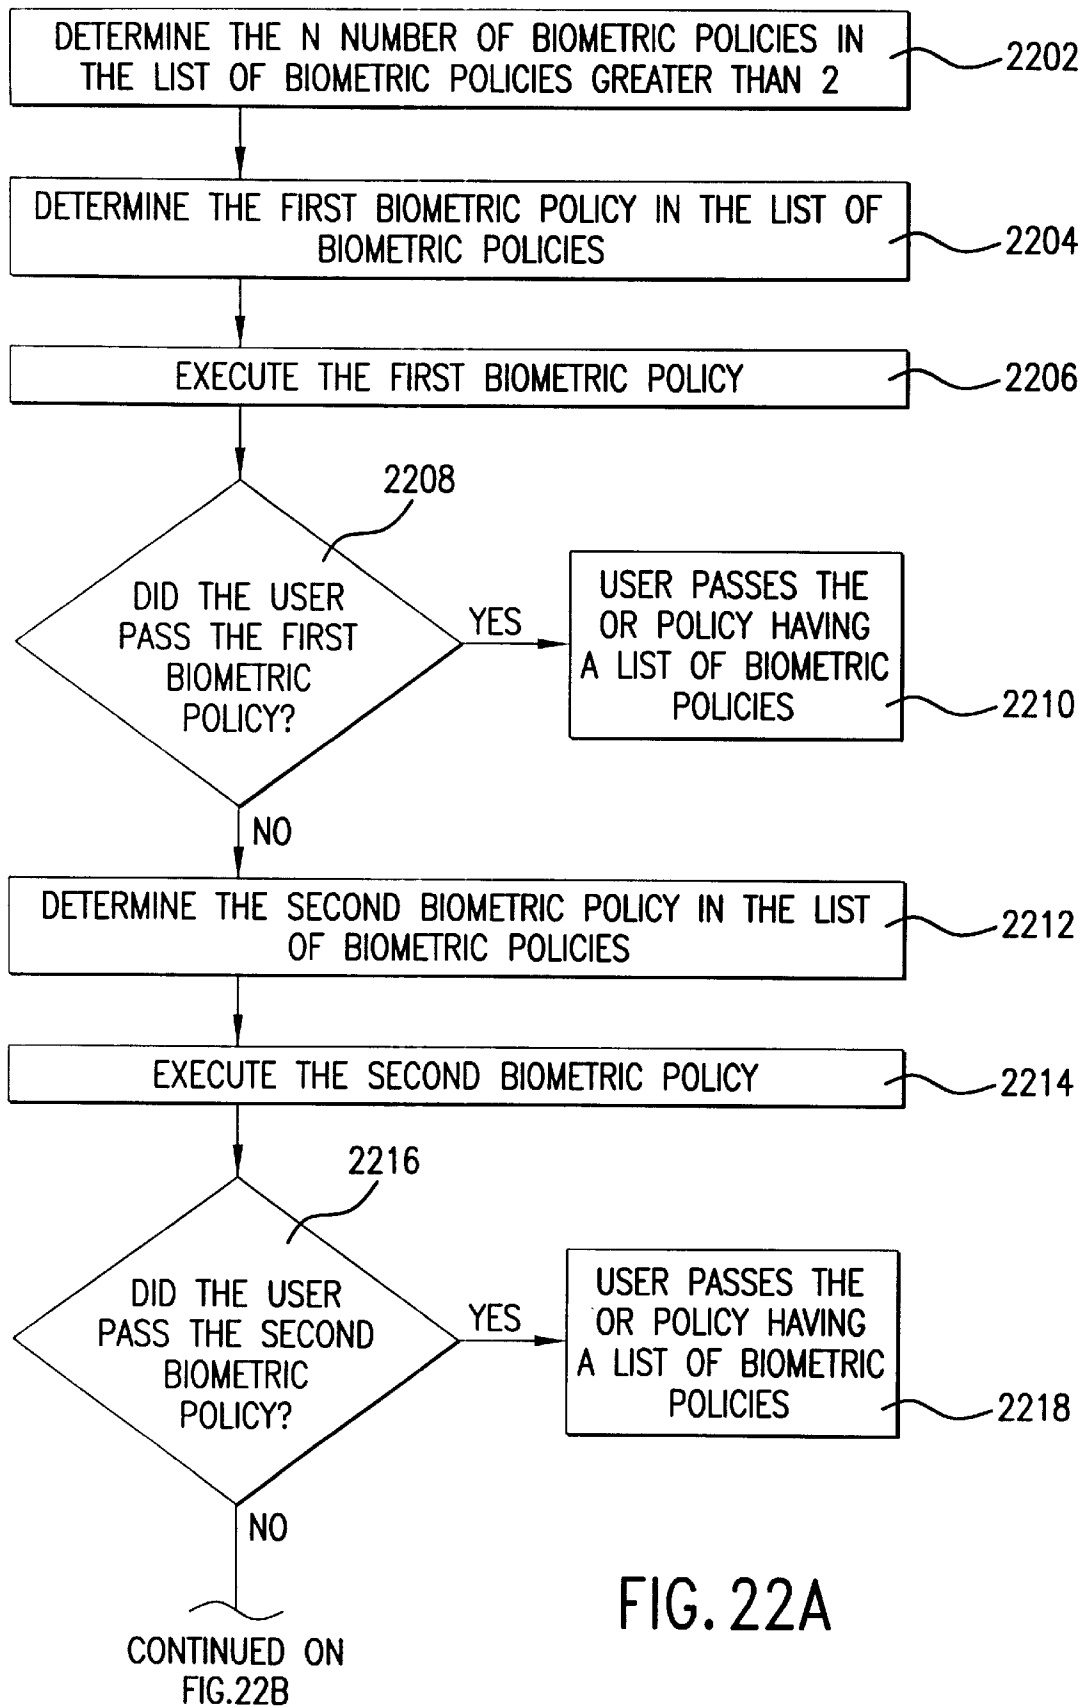 DETERMINE THE N NUMBER OF BIOMETRIC POLICIES IN
THE LIST OF BIOMETRIC POLICIES GREATER THAN 2
2202
DETERMINE THE FIRST BIOMETRIC POLICY IN THE LIST OF
BIOMETRIC POLICIES
2204
EXECUTE THE FIRST BIOMETRIC POLICY
2206
2208
DID THE USER
PASS THE FIRST
BIOMETRIC
POLICY?
YES
USER PASSES THE
OR POLICY HAVING
A LIST OF BIOMETRIC
POLICIES
2210
NO
DETERMINE THE SECOND BIOMETRIC POLICY IN THE LIST
OF BIOMETRIC POLICIES
2212
EXECUTE THE SECOND BIOMETRIC POLICY
2214
2216
DID THE USER
PASS THE SECOND
BIOMETRIC
POLICY?
YES
USER PASSES THE
OR POLICY HAVING
A LIST OF BIOMETRIC
POLICIES
2218
NO
CONTINUED ON
FIG.22B
FIG. 22A